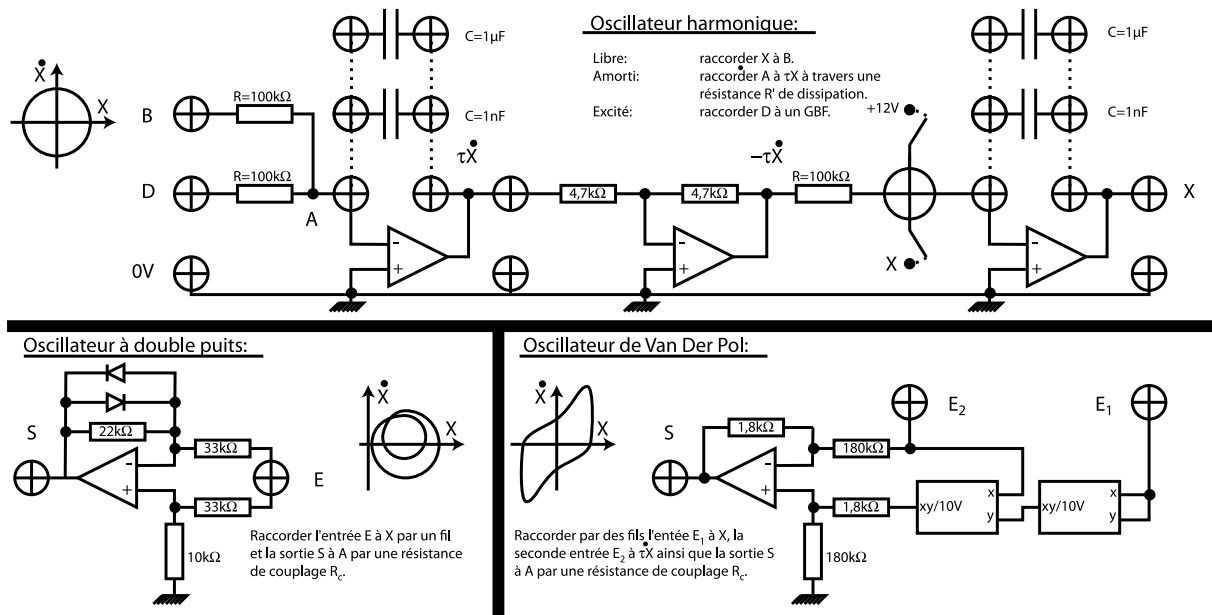 Oscillateur harmonique:
Libre: raccorder X à B.
Amorti: raccorder A à τẊ à travers une
résistance R' de dissipation.
Excité: raccorder D à un GBF.
C=1µF
C=1nF
C=1µF
C=1nF
Ẋ
X
B
R=100kΩ
D
R=100kΩ
A
0V
-
+
τẊ
4,7kΩ
4,7kΩ
-
+
−τẊ
R=100kΩ
+12V
X
-
+
X
Oscillateur à double puits:
S
22kΩ
-
+
33kΩ
33kΩ
E
10kΩ
Ẋ
X
Raccorder l'entrée E à X par un fil
et la sortie S à A par une résistance
de couplage Rc.
Oscillateur de Van Der Pol:
Ẋ
X
S
1,8kΩ
-
+
180kΩ
1,8kΩ
180kΩ
E2
E1
xy/10V
x
y
xy/10V
x
y
Raccorder par des fils l'entée E1 à X, la
seconde entrée E2 à τẊ ainsi que la sortie S
à A par une résistance de couplage Rc.